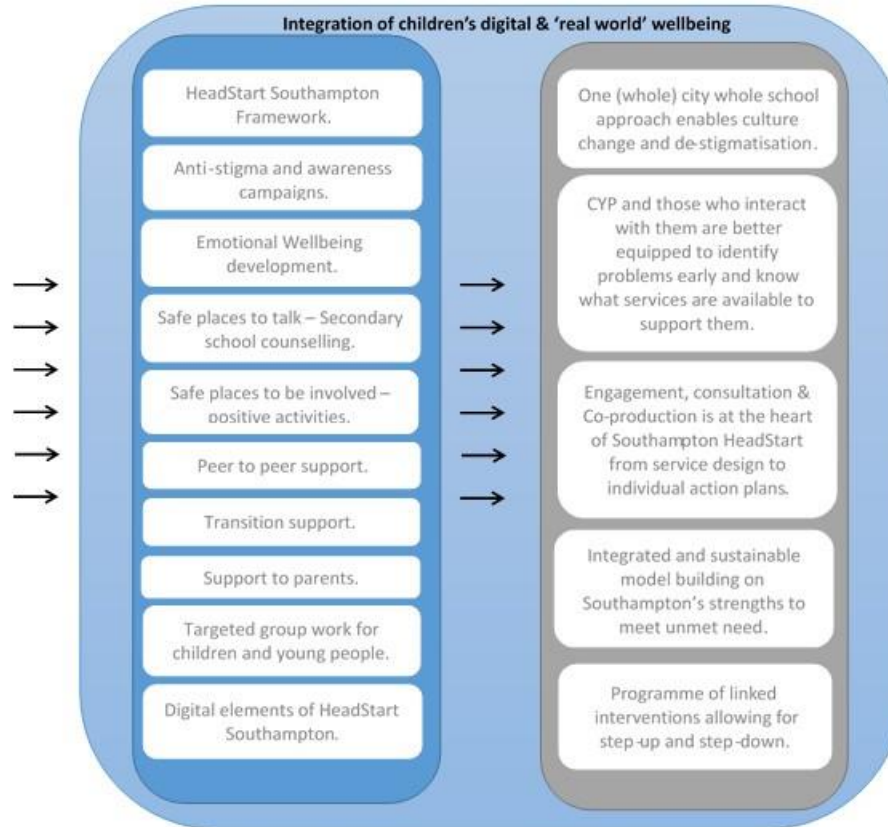 Integration of children's digital & 'real world' wellbeing
HeadStart Southampton
Framework.
Anti-stigma and awareness
campaigns.
Emotional Wellbeing
development.
Safe places to talk – Secondary
school counselling.
Safe places to be involved –
positive activities.
Peer to peer support.
Transition support.
Support to parents.
Targeted group work for
children and young people.
Digital elements of HeadStart
Southampton.
One (whole) city whole school
approach enables culture
change and de-stigmatisation.
CYP and those who interact
with them are better
equipped to identify
problems early and know
what services are available to
support them.
Engagement, consultation &
Co-production is at the heart
of Southampton HeadStart
from service design to
individual action plans.
Integrated and sustainable
model building on
Southampton's strengths to
meet unmet need.
Programme of linked
interventions allowing for
step-up and step-down.